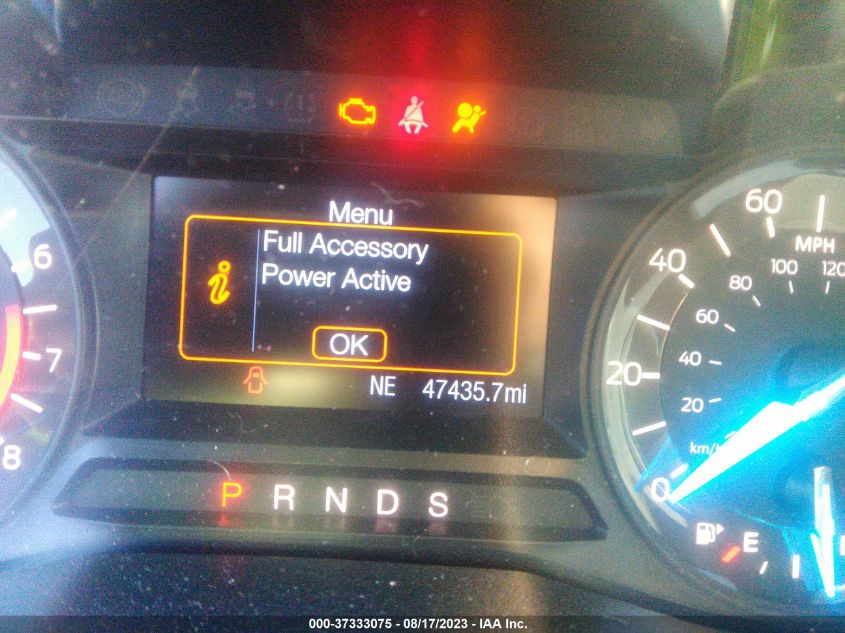 Menu
Full Accessory
Power Active
i
OK
NE 47435.7mi
P R N D S
6
7
8
60
MPH
40
100 120
80
60
20
40
20
km/
0
0
E
000-37333075 - 08/17/2023 - IAA Inc.